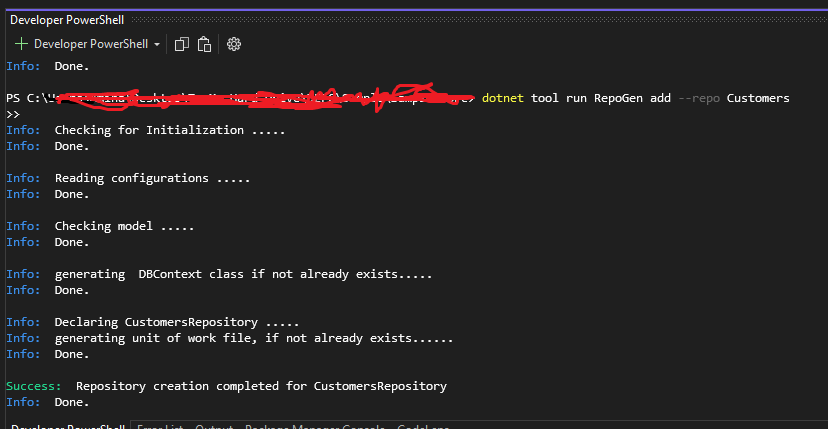 Developer PowerShell
Developer PowerShell
Info: Done.
PS C:\ dotnet tool run RepoGen add --repo Customers
>>
Info: Checking for Initialization .....
Info: Done.
Info: Reading configurations .....
Info: Done.
Info: Checking model .....
Info: Done.
Info: generating  DBContext class if not already exists.....
Info: Done.
Info: Declaring CustomersRepository .....
Info: generating unit of work file, if not already exists......
Info: Done.
Success: Repository creation completed for CustomersRepository
Info: Done.
Developer PowerShell Error List Output Package Manager Console CodeLens